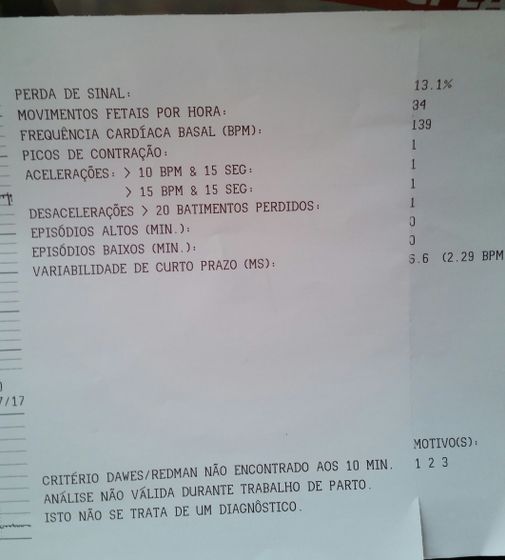 PERDA DE SINAL: 13.1%
MOVIMENTOS FETAIS POR HORA: 34
FREQUÊNCIA CARDÍACA BASAL (BPM): 139
PICOS DE CONTRAÇÃO: 1
ACELERAÇÕES: > 10 BPM & 15 SEG: 1
> 15 BPM & 15 SEG: 1
DESACELERAÇÕES > 20 BATIMENTOS PERDIDOS: 1
EPISÓDIOS ALTOS (MIN.): 0
EPISÓDIOS BAIXOS (MIN.): 0
VARIABILIDADE DE CURTO PRAZO (MS): 6.6 (2.29 BPM
7/17
MOTIVO(S):
CRITÉRIO DAWES/REDMAN NÃO ENCONTRADO AOS 10 MIN. 1 2 3
ANÁLISE NÃO VÁLIDA DURANTE TRABALHO DE PARTO.
ISTO NÃO SE TRATA DE UM DIAGNÓSTICO.